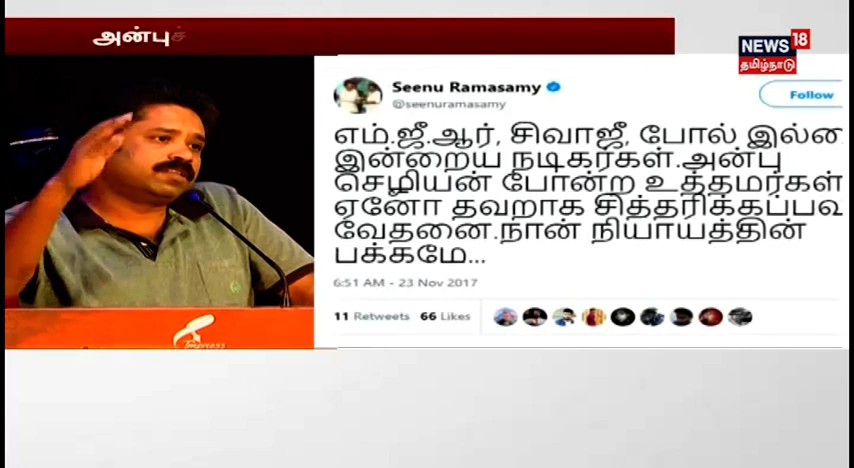 அன்புச்
NEWS 18
தமிழ்நாடு
Seenu Ramasamy
@seenuramasamy
Follow
எம்.ஜீ.ஆர், சிவாஜீ, போல் இல்லை
இன்றைய நடிகர்கள்.அன்பு
செழியன் போன்ற உத்தமர்கள்
ஏனோ தவறாக சித்தரிக்கப்பவ
வேதனை.நான் நியாயத்தின்
பக்கமே...
6:51 AM - 23 Nov 2017
11 Retweets 66 Likes
Impress